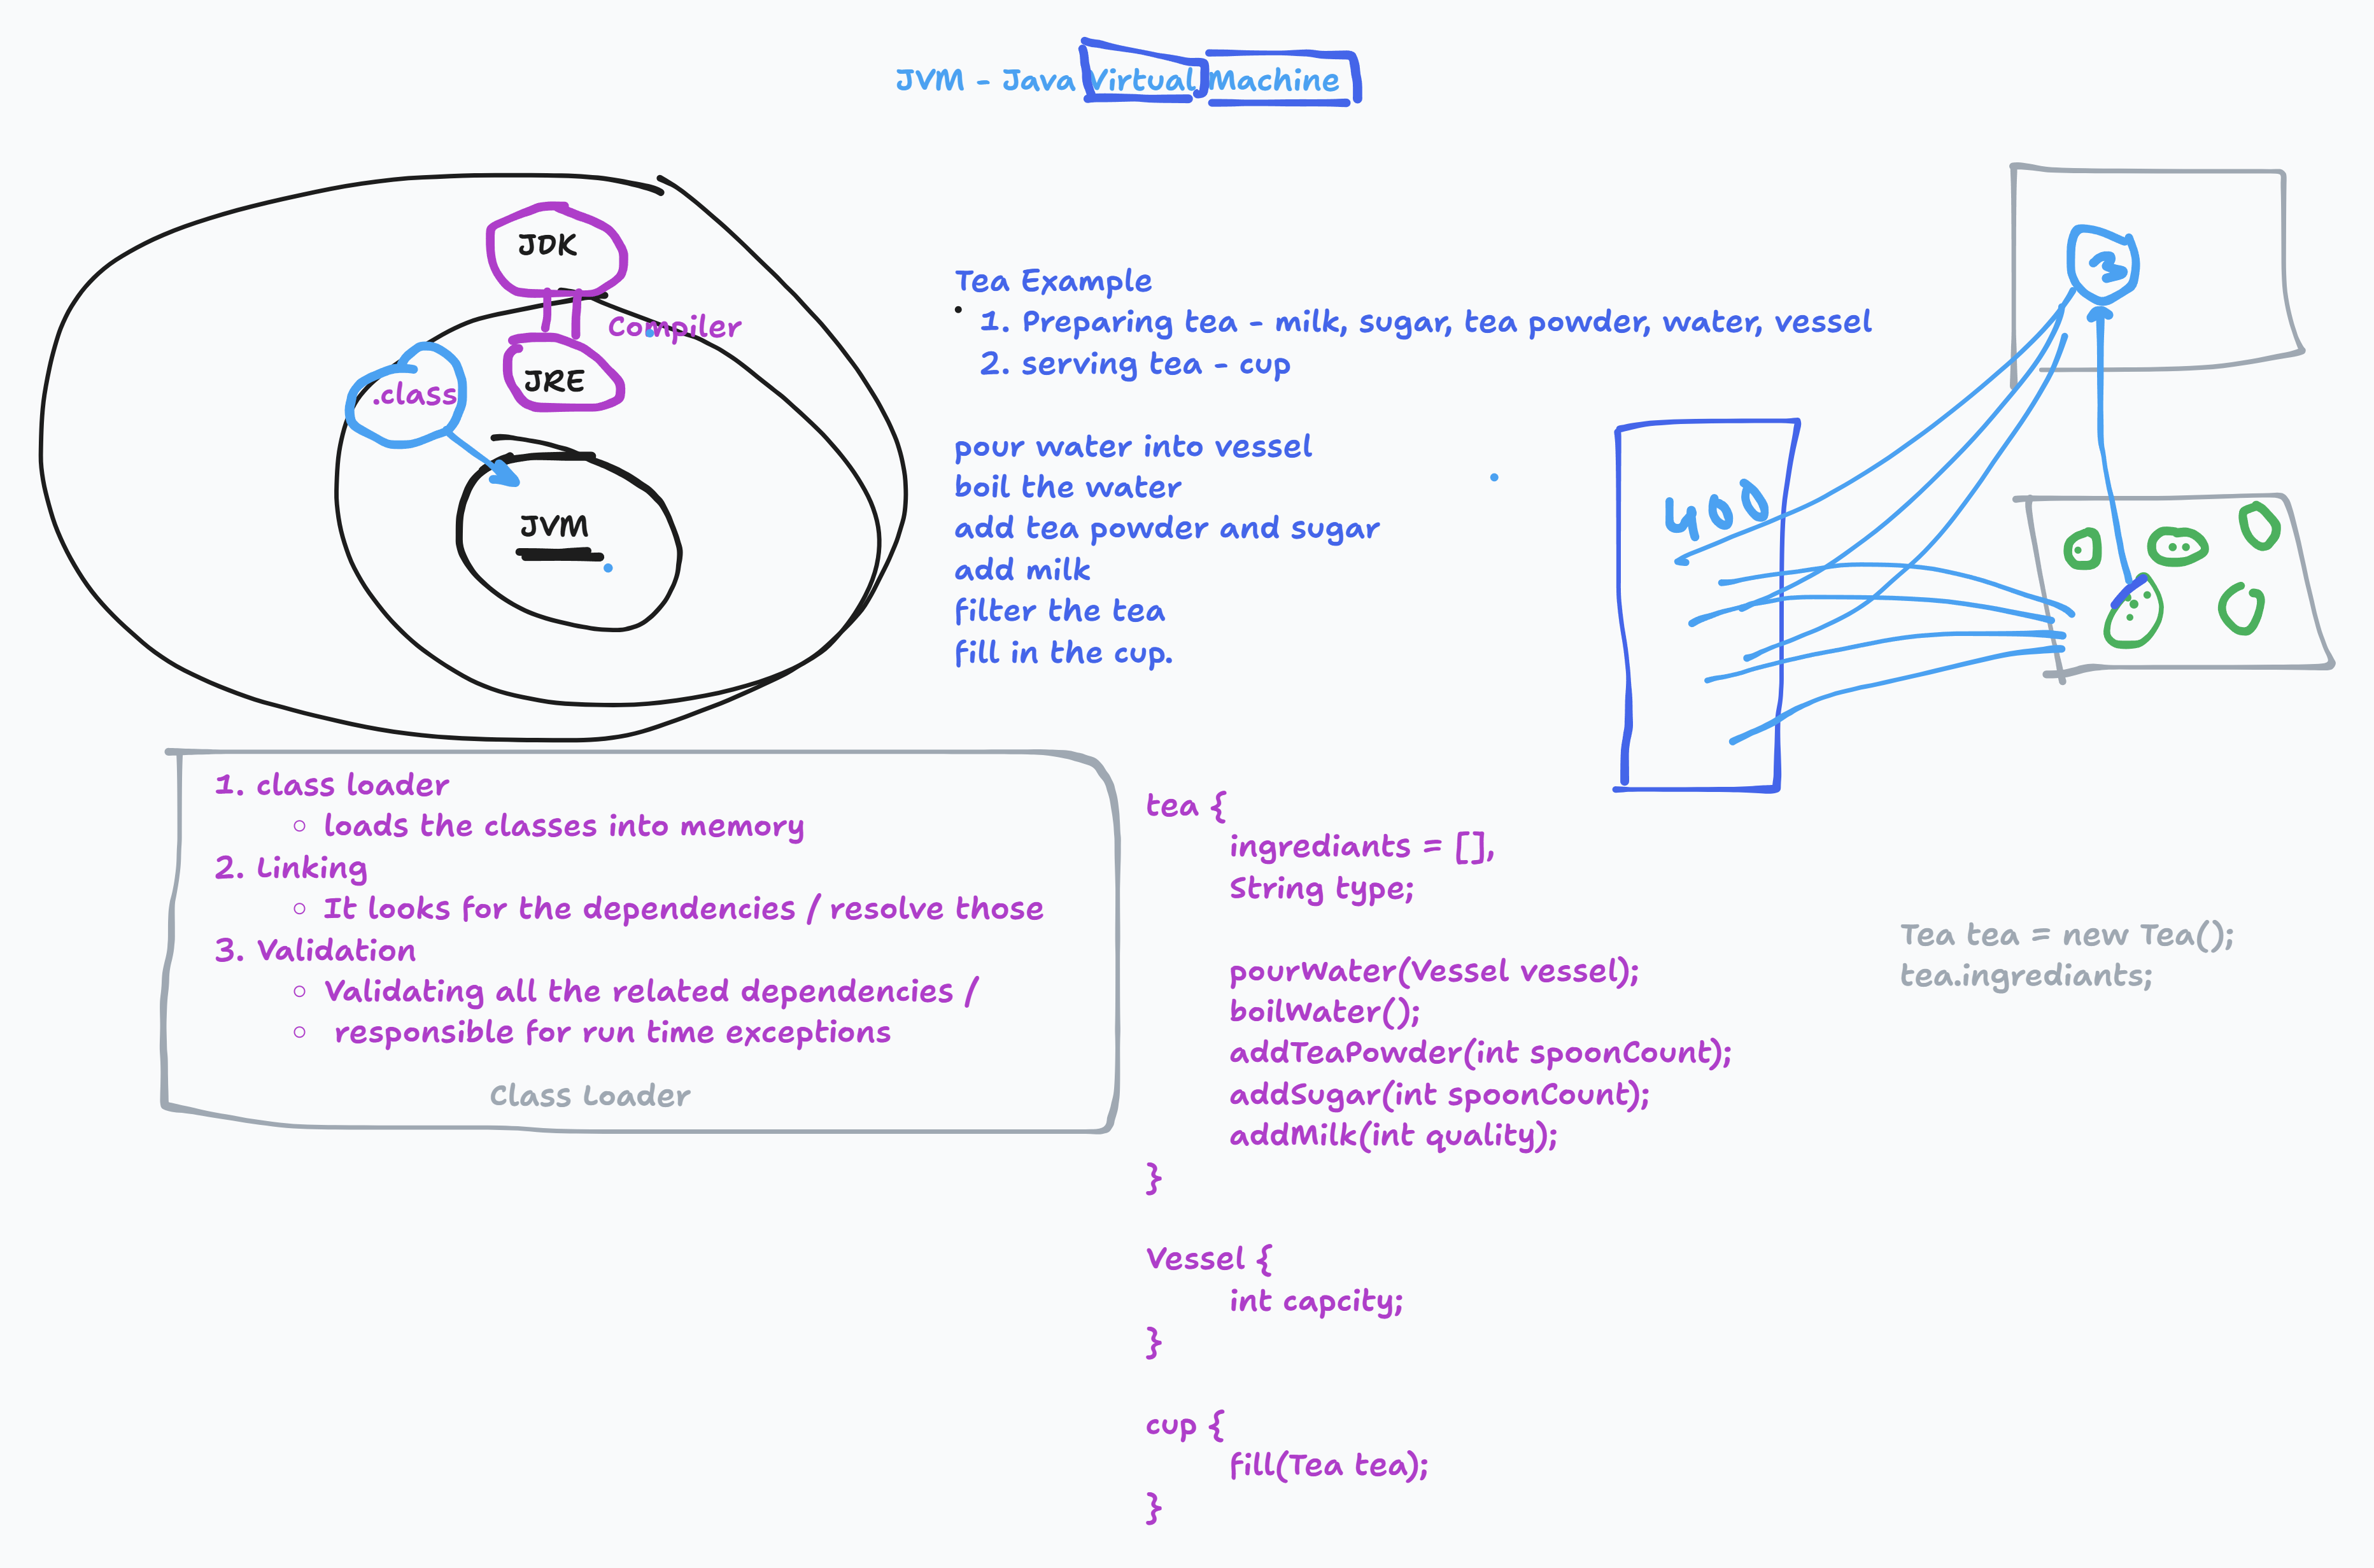 JVM - Java Virtual Machine
JDK
Compiler
JRE
.class
JVM
Tea Example
1. Preparing tea - milk, sugar, tea powder, water, vessel
2. serving tea - cup
pour water into vessel
boil the water
add tea powder and sugar
add milk
filter the tea
fill in the cup.
400
1. class loader
○ loads the classes into memory
2. Linking
○ It looks for the dependencies / resolve those
3. Validation
○ Validating all the related dependencies /
○ responsible for run time exceptions
Class Loader
tea {
ingrediants = [],
String type;
pourWater(Vessel vessel);
boilWater();
addTeaPowder(int spoonCount);
addSugar(int spoonCount);
addMilk(int quality);
}
Vessel {
int capcity;
}
cup {
fill(Tea tea);
}
Tea tea = new Tea();
tea.ingrediants;